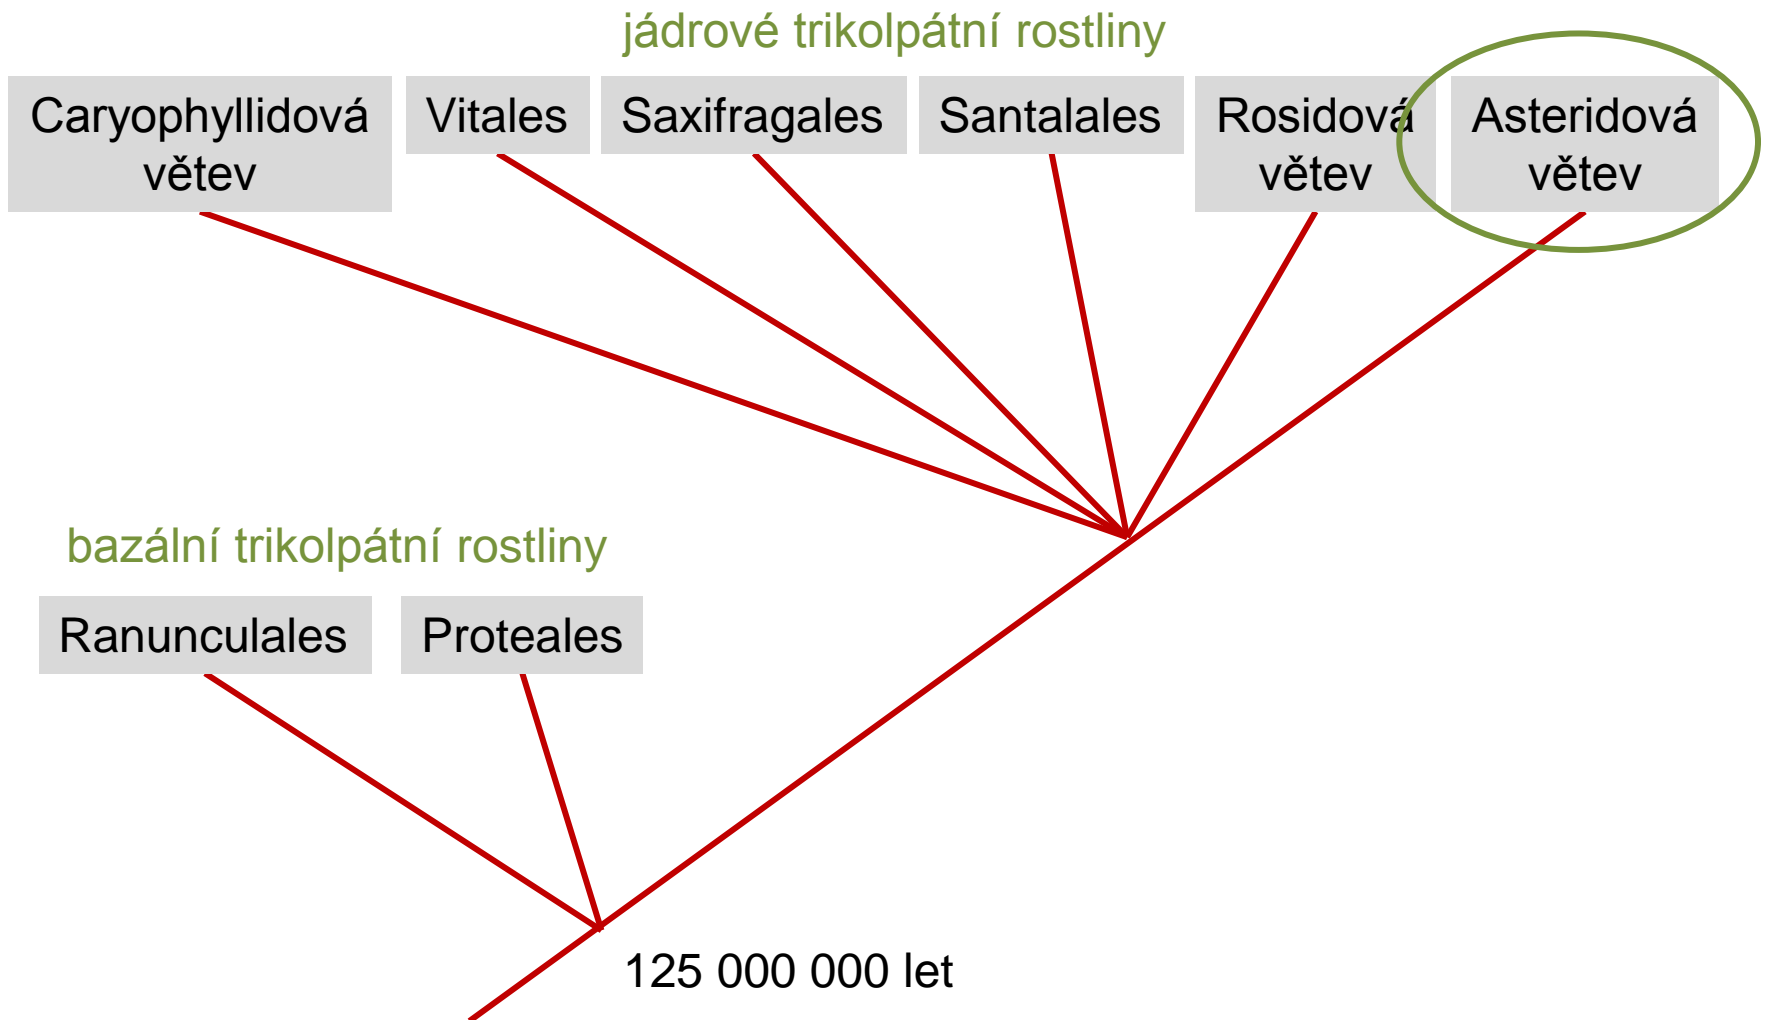 jádrové trikolpátní rostliny
Caryophyllidová
větev
Vitales
Saxifragales
Santalales
Rosidová
větev
Asteridová
větev
bazální trikolpátní rostliny
Ranunculales
Proteales
125 000 000 let